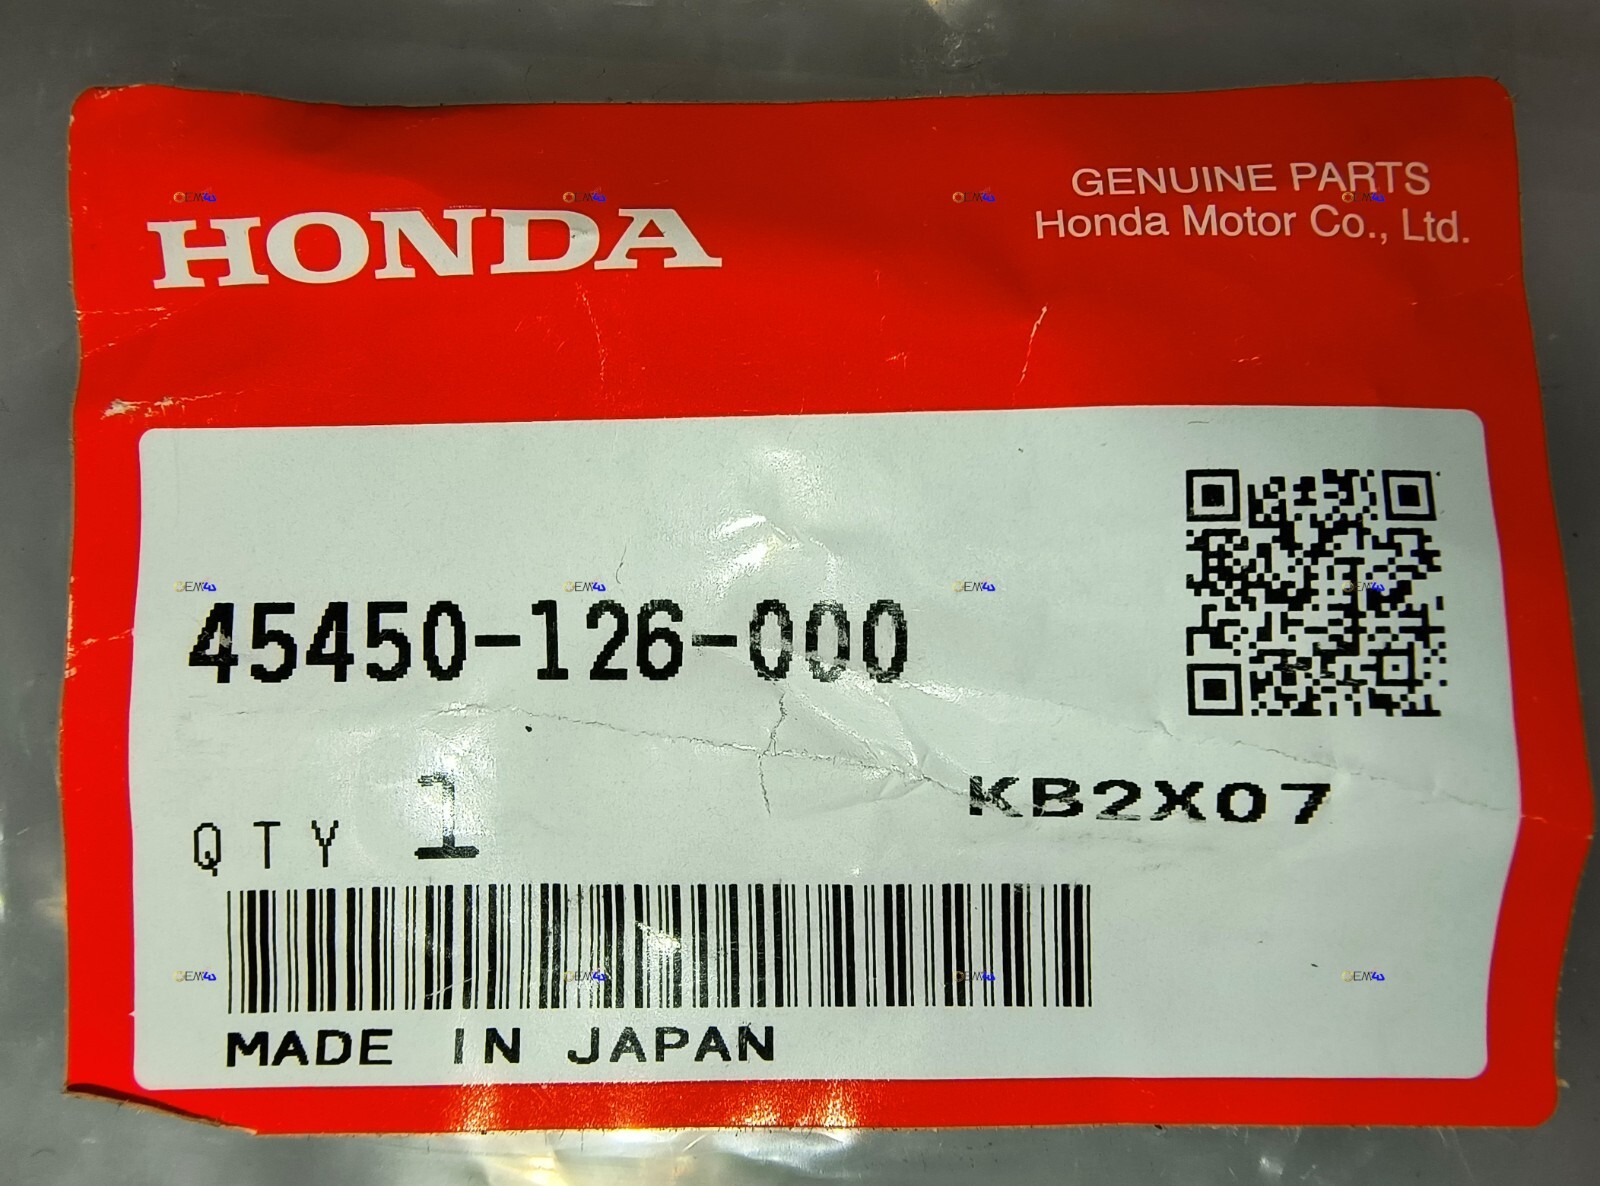 HONDA
GENUINE PARTS
Honda Motor Co., Ltd.
45450-126-000
KB2X07
QTY 1
MADE IN JAPAN